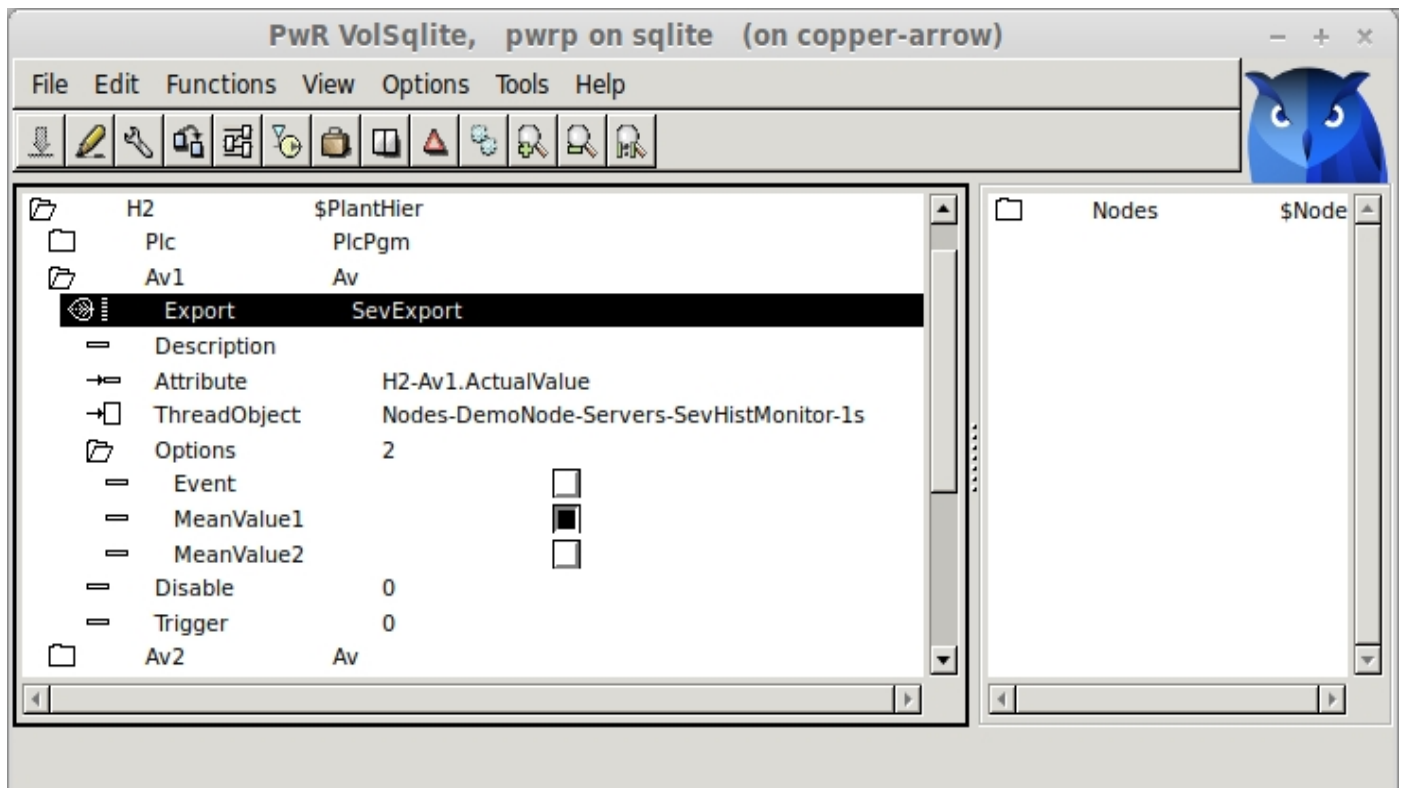 PwR VolSqlite, pwrp on sqlite (on copper-arrow)
File Edit Functions View Options Tools Help
H2 $PlantHier
Plc PlcPgm
Av1 Av
Export SevExport
Description
Attribute H2-Av1.ActualValue
ThreadObject Nodes-DemoNode-Servers-SevHistMonitor-1s
Options 2
Event
MeanValue1
MeanValue2
Disable 0
Trigger 0
Av2 Av
Nodes $Node